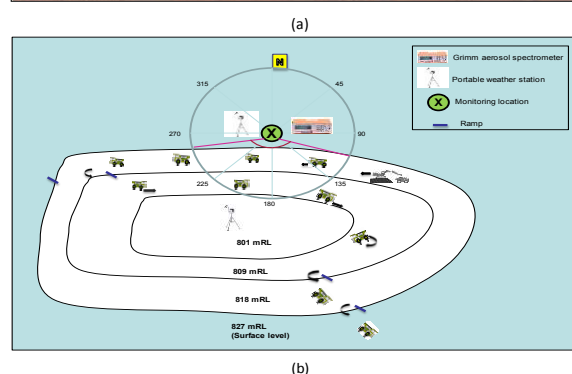 (a)
N
Grimm aerosol spectrometer
Portable weather station
X
Monitoring location
Ramp
315
45
270
X
90
225
135
180
801 mRL
809 mRL
818 mRL
827 mRL
(Surface level)
(b)